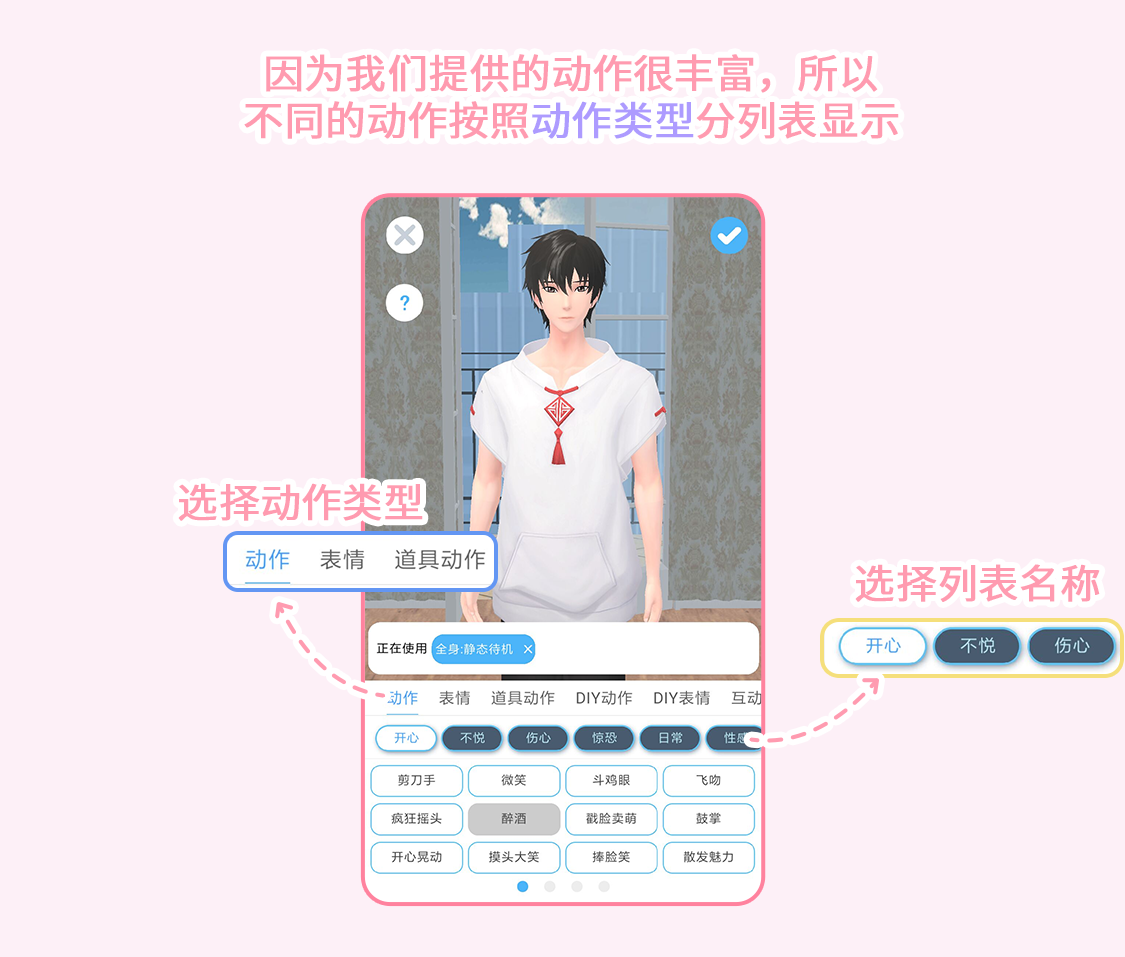 因为我们提供的动作很丰富，所以
不同的动作按照动作类型分列表显示
?
选择动作类型
动作 表情 道具动作
选择列表名称
开心 不悦 伤心
正在使用 全身:静态待机 ×
动作 表情 道具动作 DIY动作 DIY表情 互动
开心 不悦 伤心 惊恐 日常 性感
剪刀手 微笑 斗鸡眼 飞吻
疯狂摇头 醉酒 戳脸卖萌 鼓掌
开心晃动 摸头大笑 捧脸笑 散发魅力